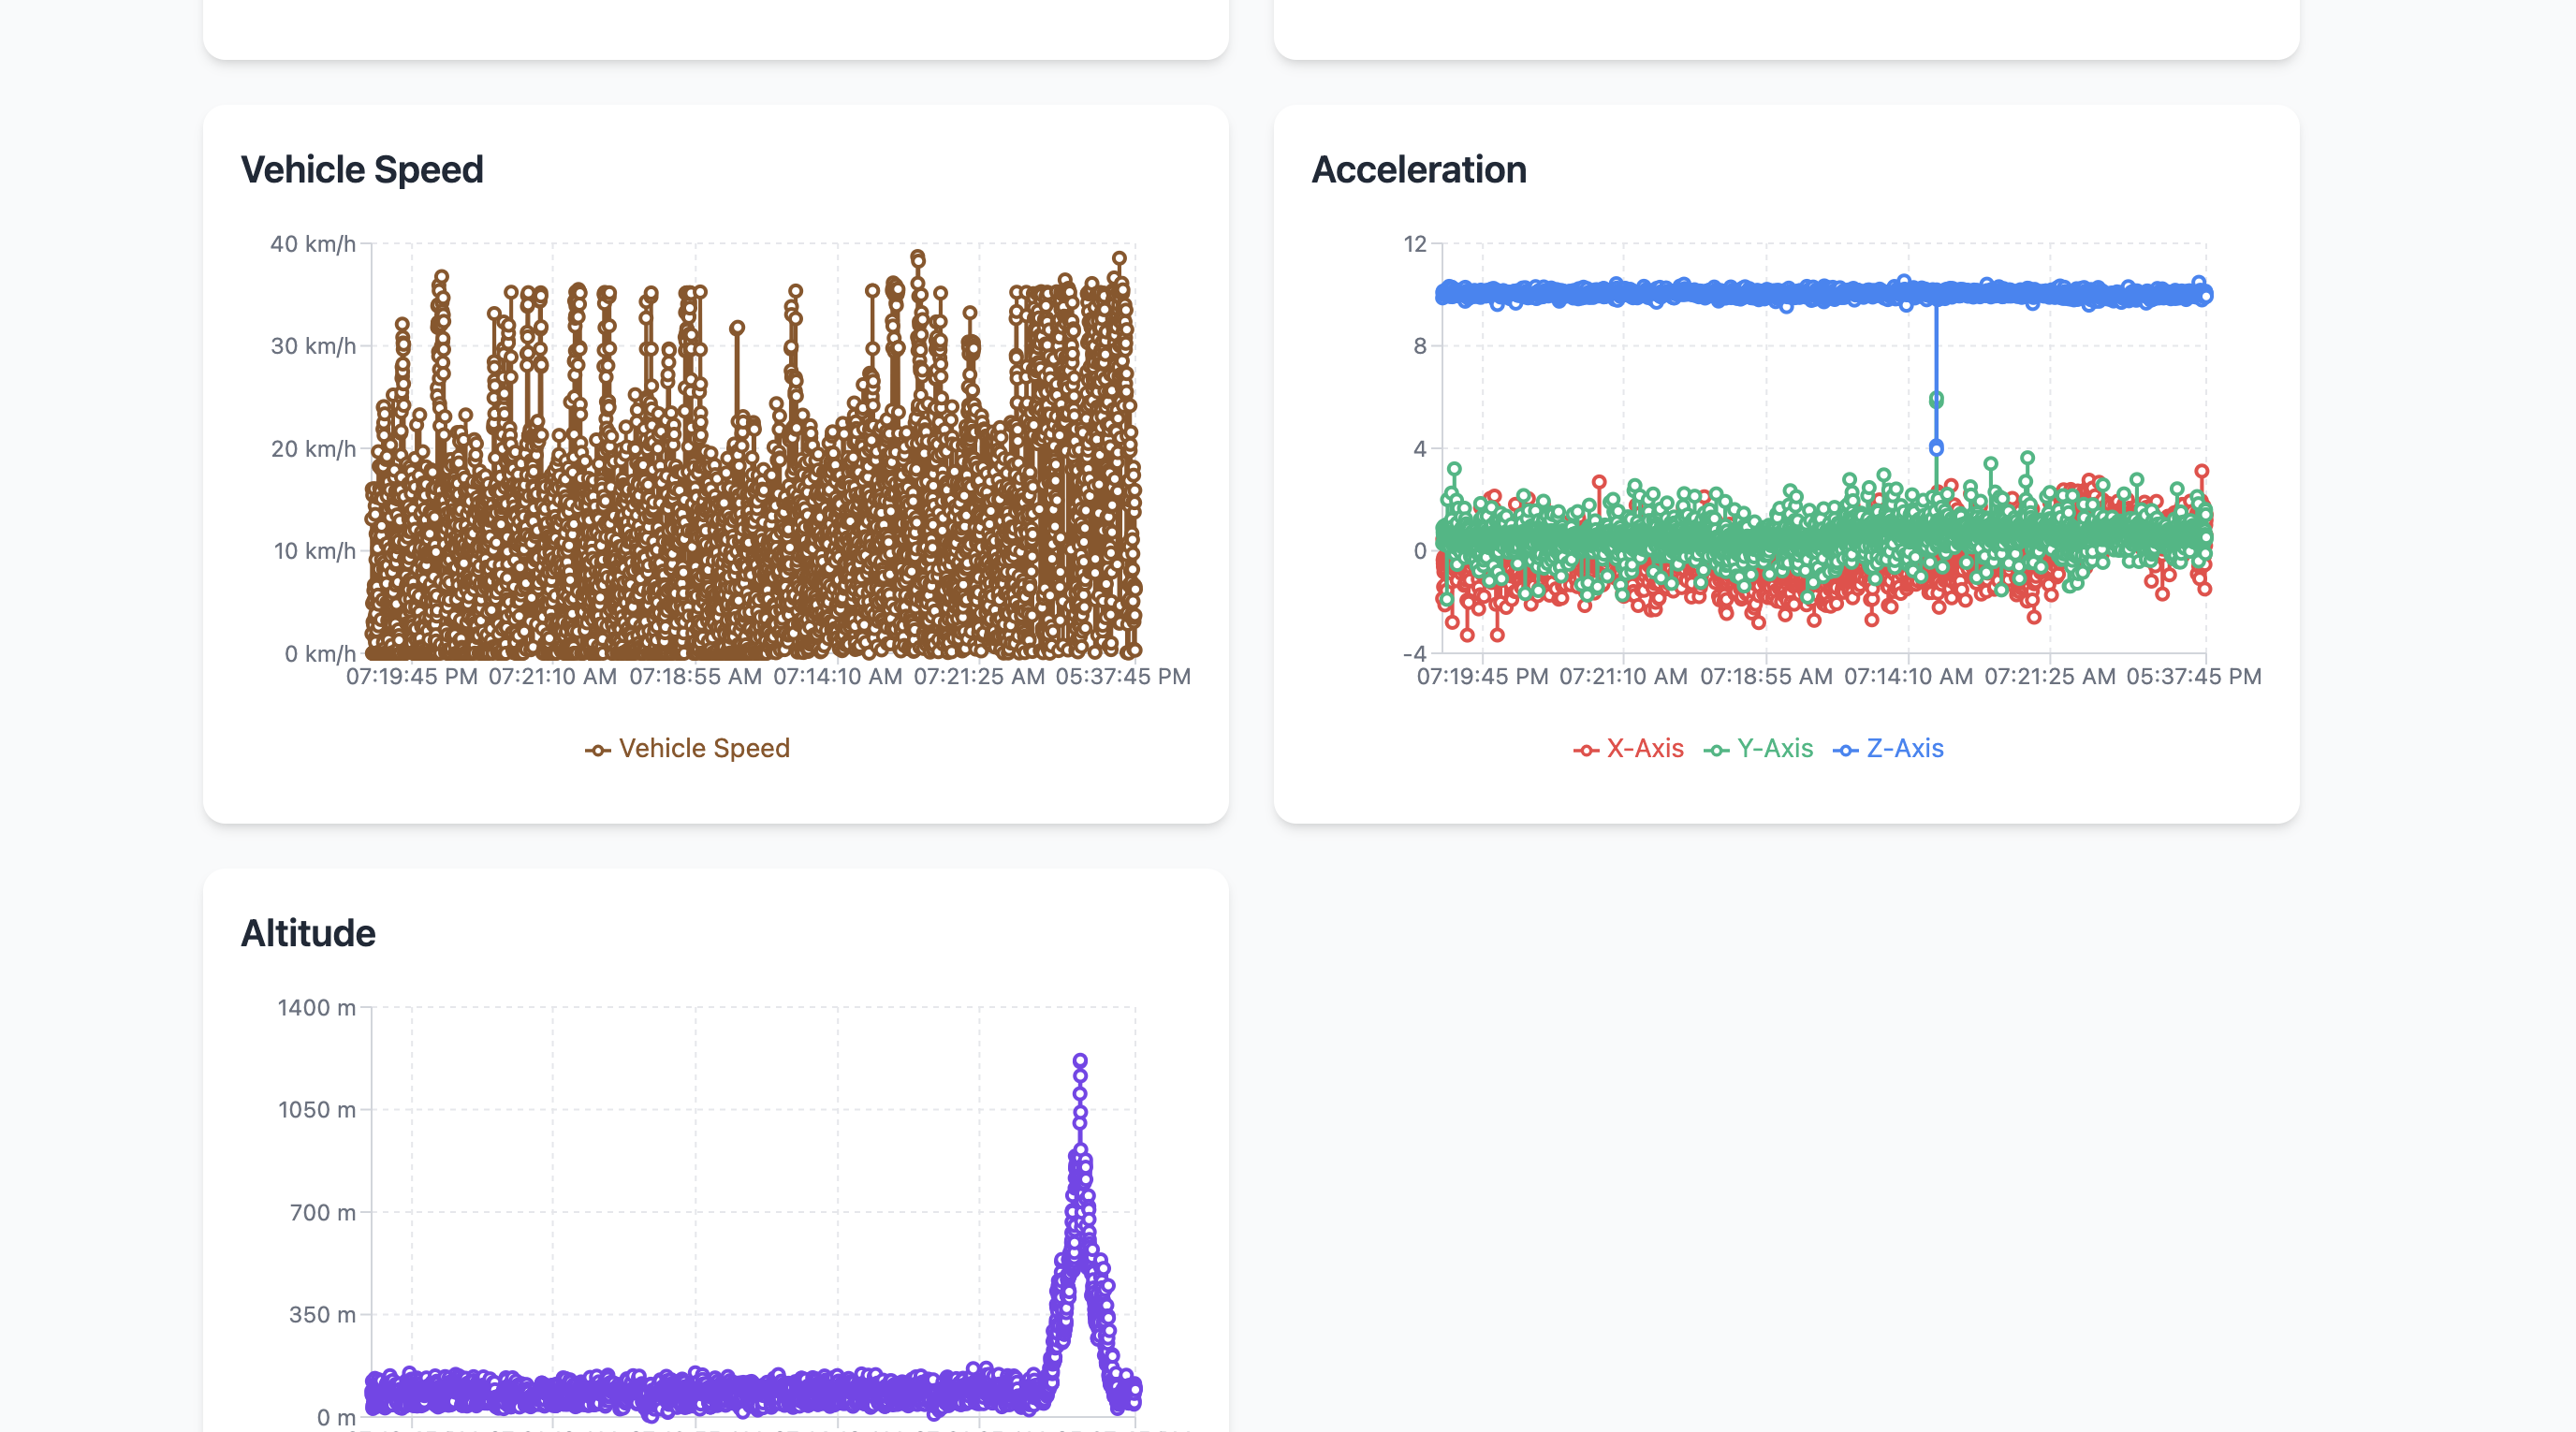 Vehicle Speed
40 km/h
30 km/h
20 km/h
10 km/h
0 km/h
07:19:45 PM 07:21:10 AM 07:18:55 AM 07:14:10 AM 07:21:25 AM 05:37:45 PM
Vehicle Speed
Acceleration
12
8
4
0
-4
07:19:45 PM 07:21:10 AM 07:18:55 AM 07:14:10 AM 07:21:25 AM 05:37:45 PM
X-Axis Y-Axis Z-Axis
Altitude
1400 m
1050 m
700 m
350 m
0 m